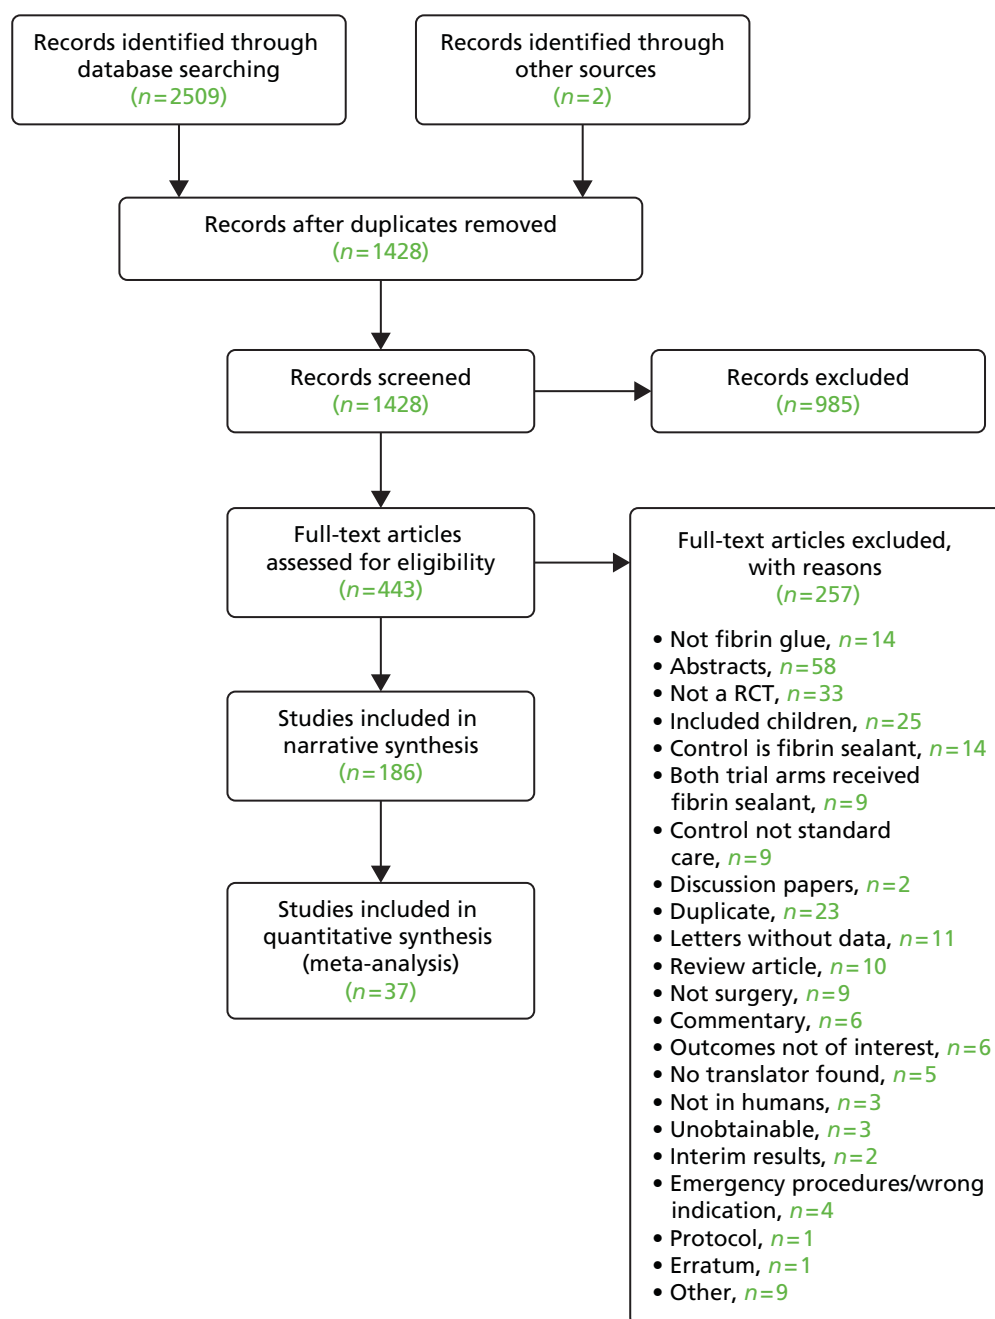 Records identified through
database searching
(n=2509)
Records identified through
other sources
(n=2)
Records after duplicates removed
(n=1428)
Records screened
(n=1428)
Records excluded
(n=985)
Full-text articles
assessed for eligibility
(n=443)
Full-text articles excluded,
with reasons
(n=257)
• Not fibrin glue, n=14
• Abstracts, n=58
• Not a RCT, n=33
• Included children, n=25
• Control is fibrin sealant, n=14
• Both trial arms received
fibrin sealant, n=9
• Control not standard
care, n=9
• Discussion papers, n=2
• Duplicate, n=23
• Letters without data, n=11
• Review article, n=10
• Not surgery, n=9
• Commentary, n=6
• Outcomes not of interest, n=6
• No translator found, n=5
• Not in humans, n=3
• Unobtainable, n=3
• Interim results, n=2
• Emergency procedures/wrong
indication, n=4
• Protocol, n=1
• Erratum, n=1
• Other, n=9
Studies included in
narrative synthesis
(n=186)
Studies included in
quantitative synthesis
(meta-analysis)
(n=37)